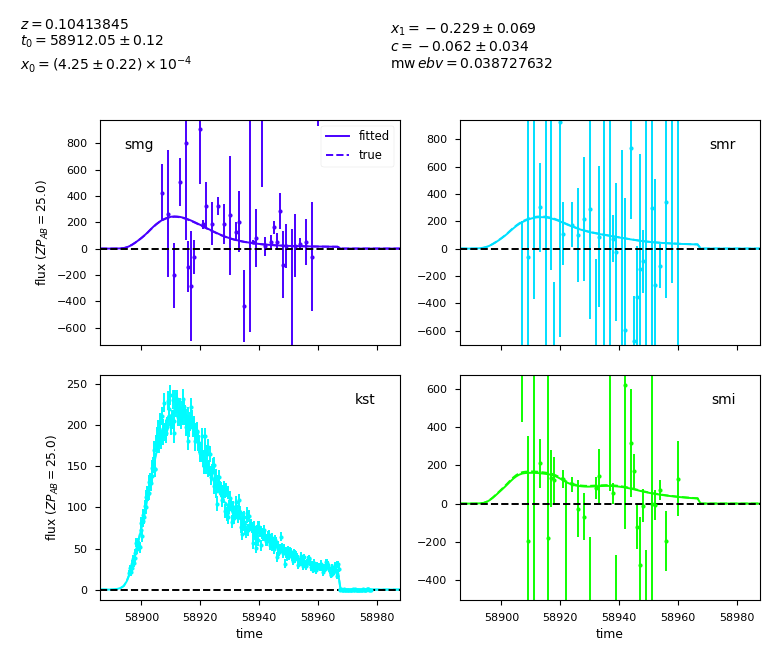 z = 0.10413845
t₀ = 58912.05 ± 0.12
x₀ = (4.25 ± 0.22) × 10⁻⁴
x₁ = −0.229 ± 0.069
c = −0.062 ± 0.034
mw ebv = 0.038727632
smg
fitted
true
800
600
400
200
0
−200
−400
−600
flux (ZP_AB = 25.0)
smr
800
600
400
200
0
−200
−400
−600
kst
250
200
150
100
50
0
flux (ZP_AB = 25.0)
58900 58920 58940 58960 58980
time
smi
600
400
200
0
−200
−400
58900 58920 58940 58960 58980
time